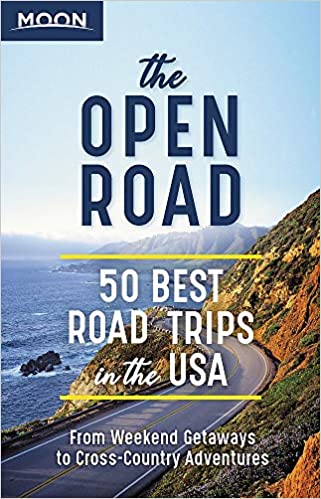 MOON
the
OPEN
ROAD
50 BEST
ROAD TRIPS
in the USA
From Weekend Getaways
to Cross-Country Adventures